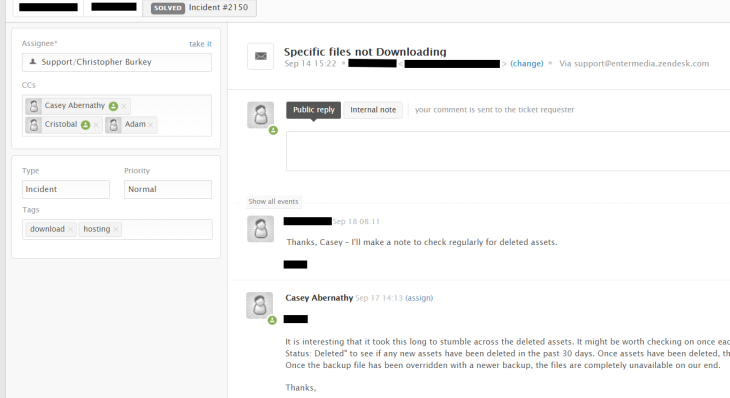 SOLVED Incident #2150
Assignee* take it
Support/Christopher Burkey
CCs
Casey Abernathy
Cristobal Adam
Type Priority
Incident Normal
Tags
download hosting
Specific files not Downloading
Sep 14 15:22 < > (change) Via support@entermedia.zendesk.com
Public reply Internal note your comment is sent to the ticket requester
Show all events
Sep 18 08:11
Thanks, Casey – I'll make a note to check regularly for deleted assets.
Casey Abernathy Sep 17 14:13 (assign)
It is interesting that it took this long to stumble across the deleted assets. It might be worth checking on once eac
Status: Deleted" to see if any new assets have been deleted in the past 30 days. Once assets have been deleted, th
Once the backup file has been overridden with a newer backup, the files are completely unavailable on our end.
Thanks,